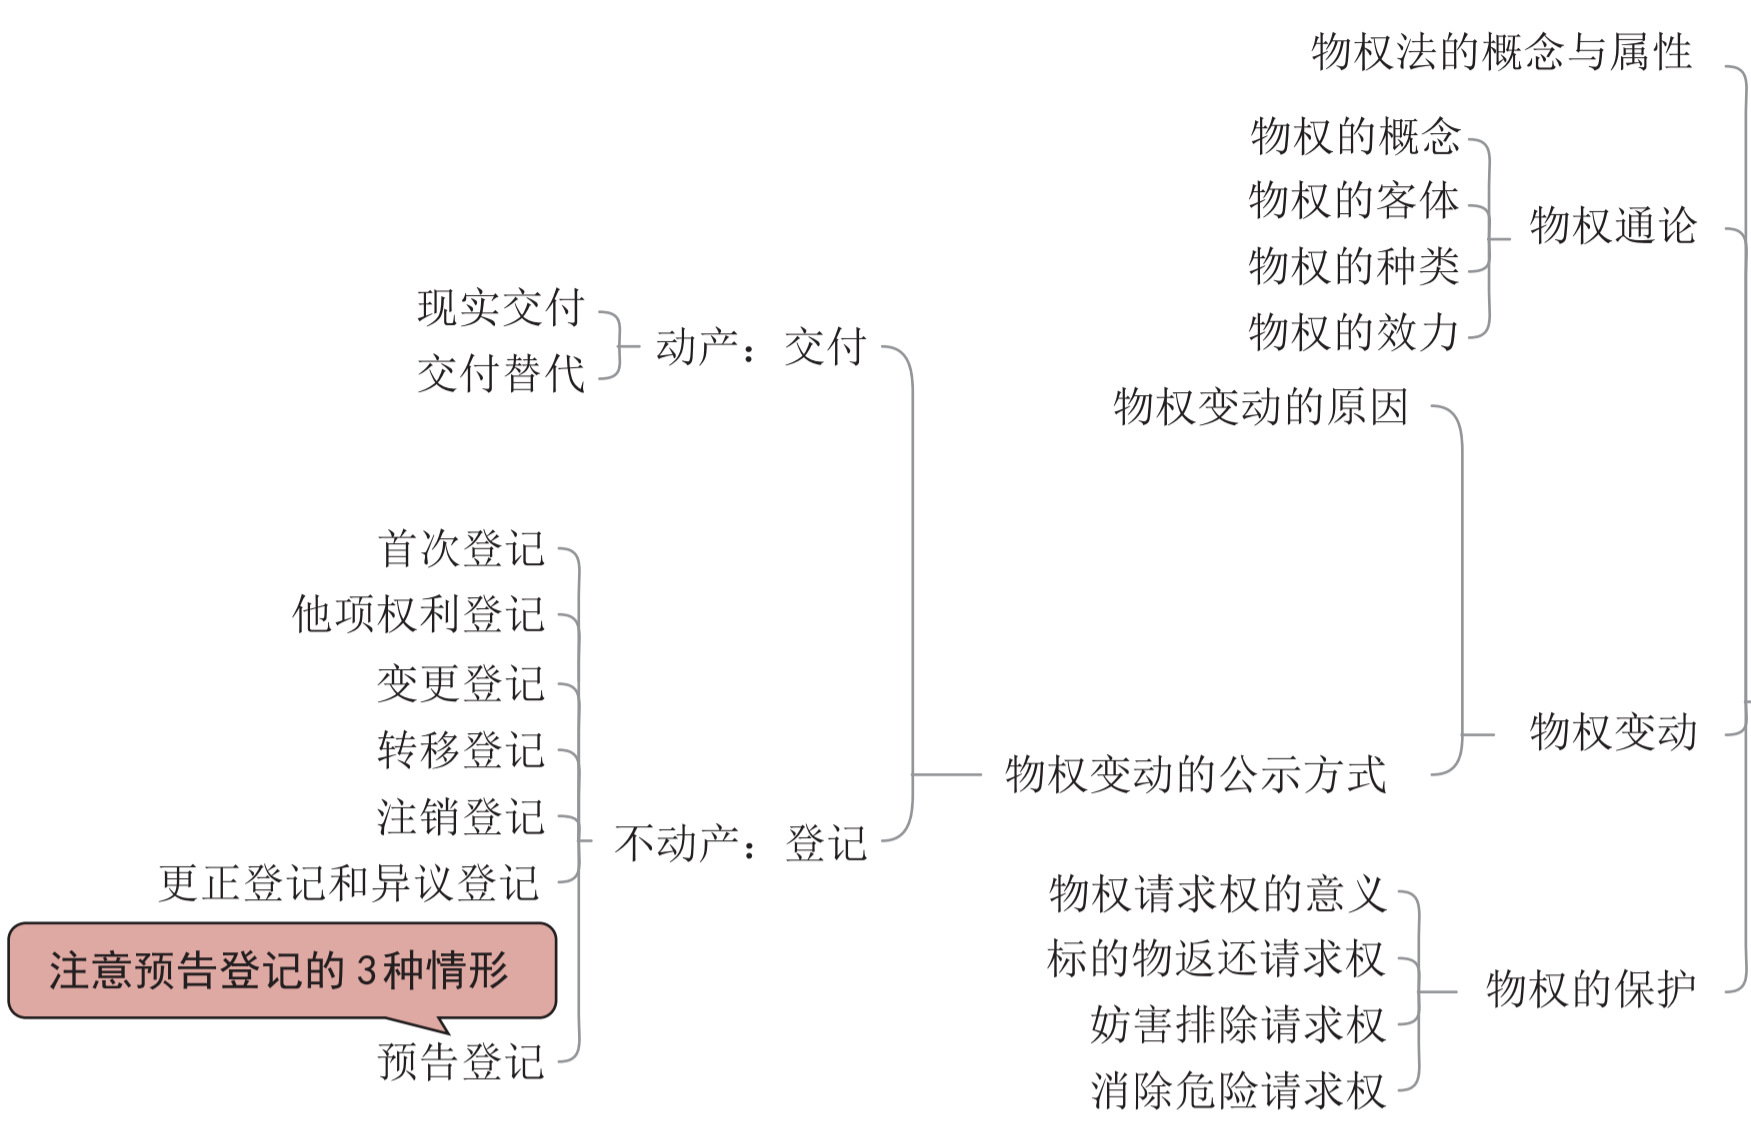 物权法的概念与属性
物权的概念
物权的客体
物权通论
物权的种类
现实交付
物权的效力
动产：交付
交付替代
物权变动的原因
首次登记
他项权利登记
变更登记
转移登记
物权变动
物权变动的公示方式
注销登记
不动产：登记
更正登记和异议登记
物权请求权的意义
标的物返还请求权
注意预告登记的3种情形
物权的保护
妨害排除请求权
预告登记
消除危险请求权